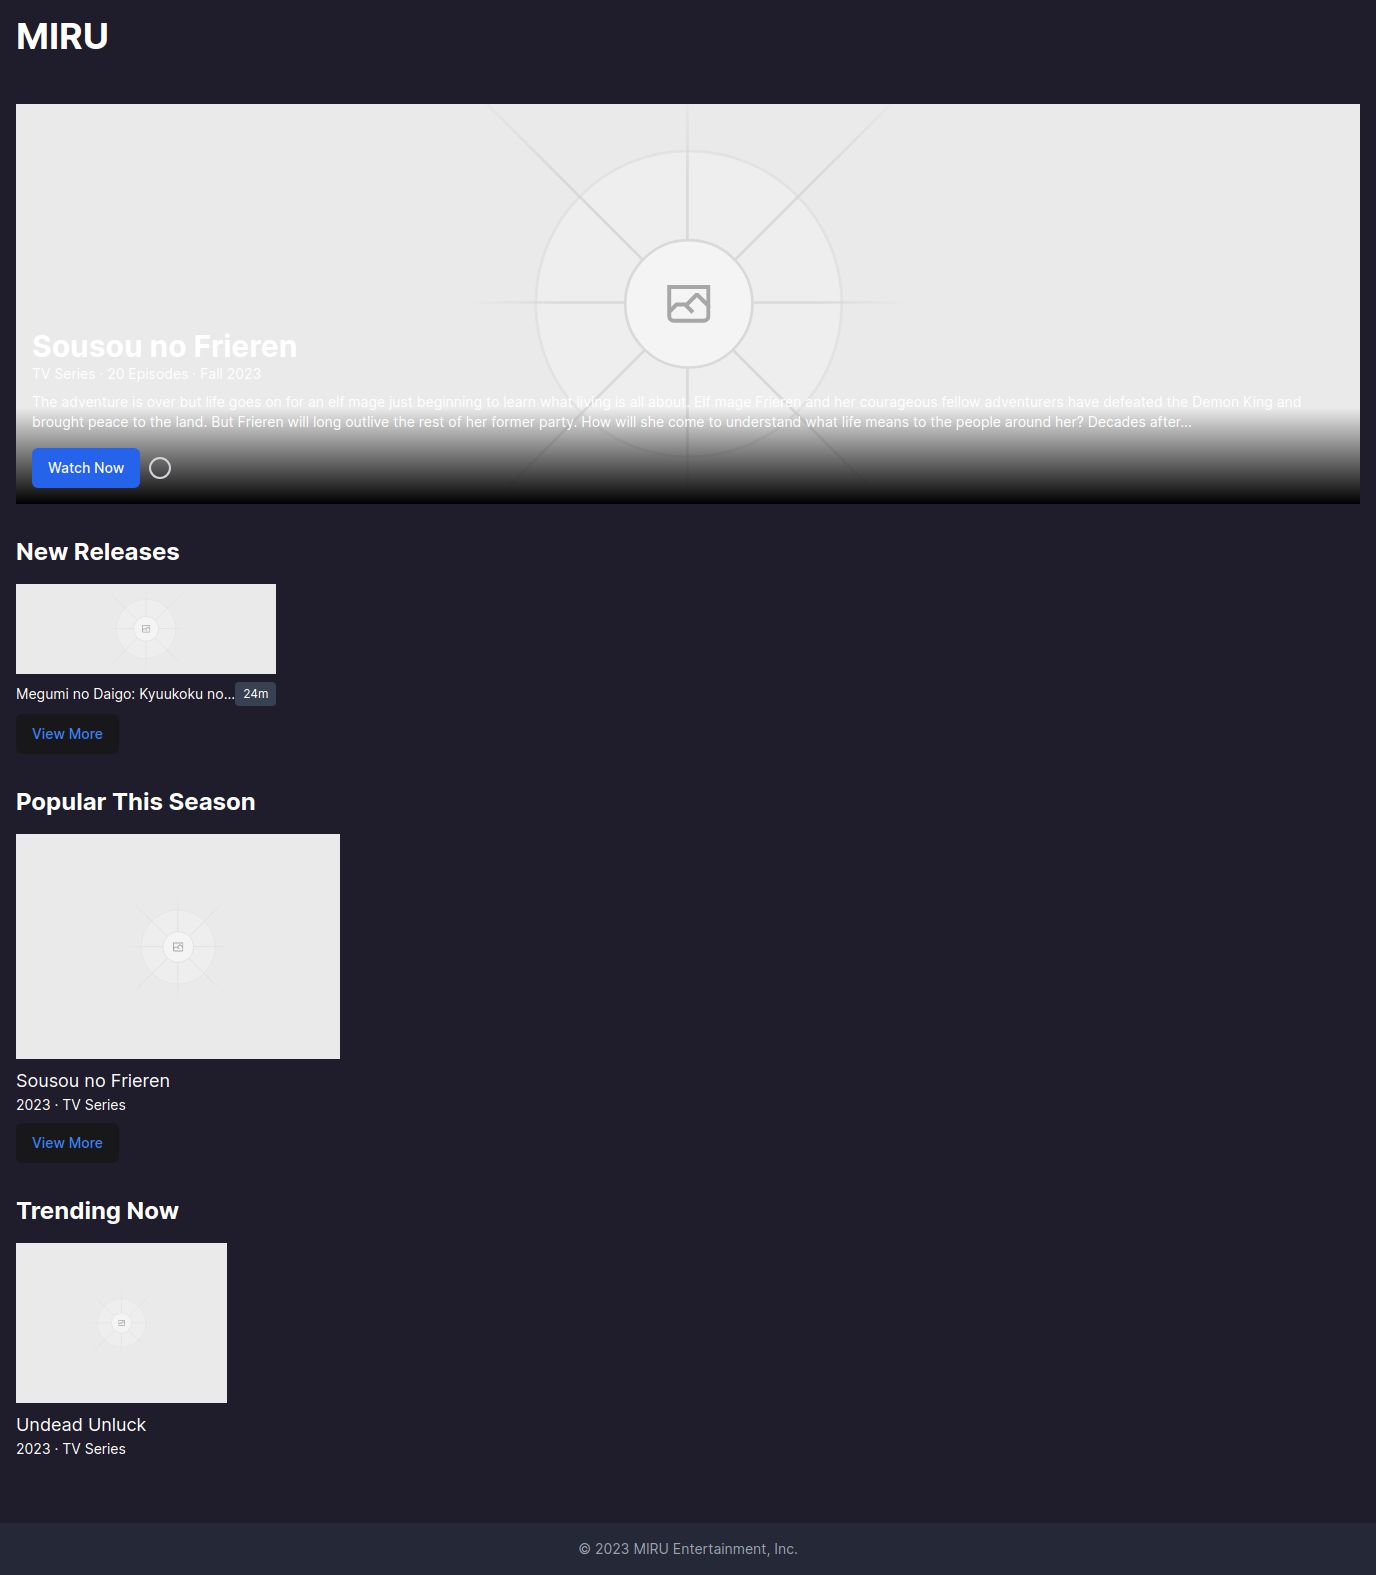 MIRU
Sousou no Frieren
TV Series · 20 Episodes · Fall 2023
The adventure is over but life goes on for an elf mage just beginning to learn what living is all about. Elf mage Frieren and her courageous fellow adventurers have defeated the Demon King and
brought peace to the land. But Frieren will long outlive the rest of her former party. How will she come to understand what life means to the people around her? Decades after...
Watch Now
New Releases
Megumi no Daigo: Kyuukoku no... 24m
View More
Popular This Season
Sousou no Frieren
2023 · TV Series
View More
Trending Now
Undead Unluck
2023 · TV Series
© 2023 MIRU Entertainment, Inc.